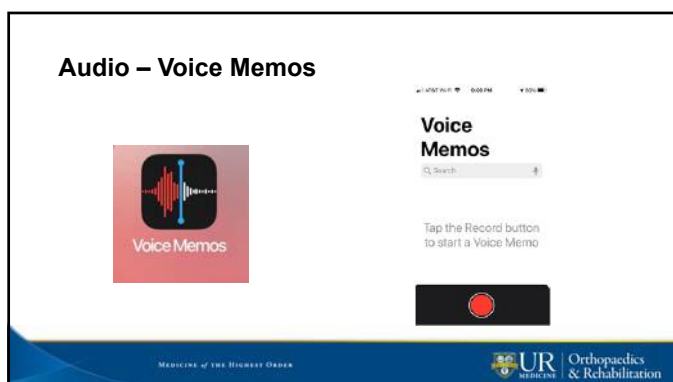 Audio – Voice Memos
Voice Memos
Voice
Memos
Search
Tap the Record button
to start a Voice Memo
MEDICINE of THE HIGHEST ORDER
UR
MEDICINE
Orthopaedics
& Rehabilitation